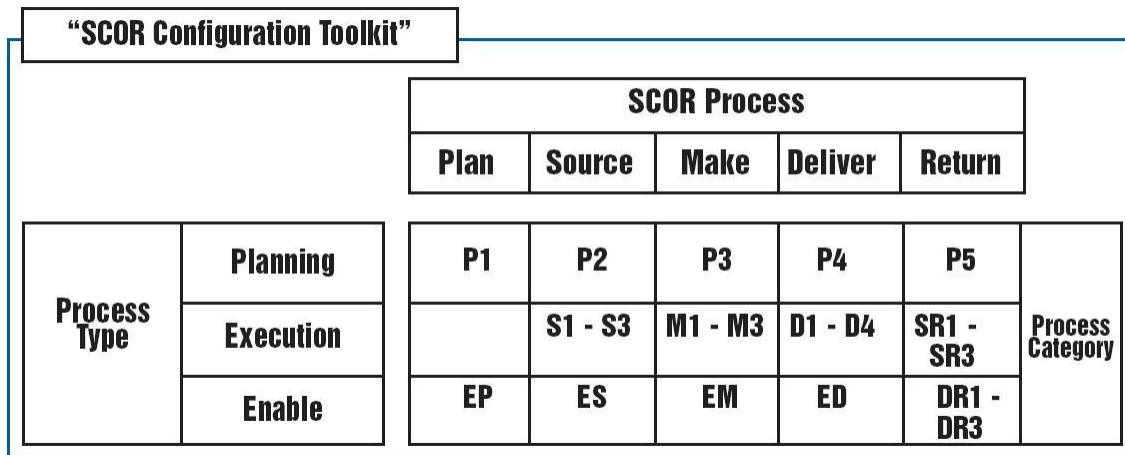 “SCOR Configuration Toolkit”
SCOR Process
Plan Source Make Deliver Return
Process Type
Planning P1 P2 P3 P4 P5
Execution S1 - S3 M1 - M3 D1 - D4 SR1 - SR3
Enable EP ES EM ED DR1 - DR3
Process Category